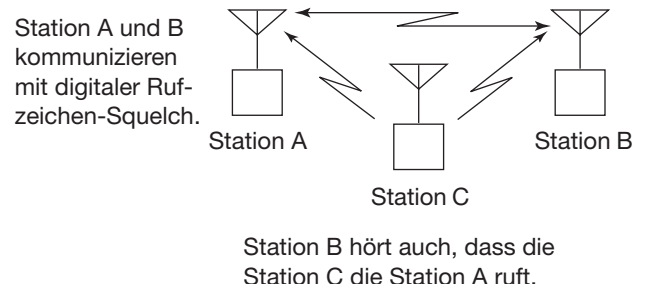 Station A und B
kommunizieren
mit digitaler Ruf-
zeichen-Squelch.
Station A
Station B
Station C
Station B hört auch, dass die
Station C die Station A ruft.